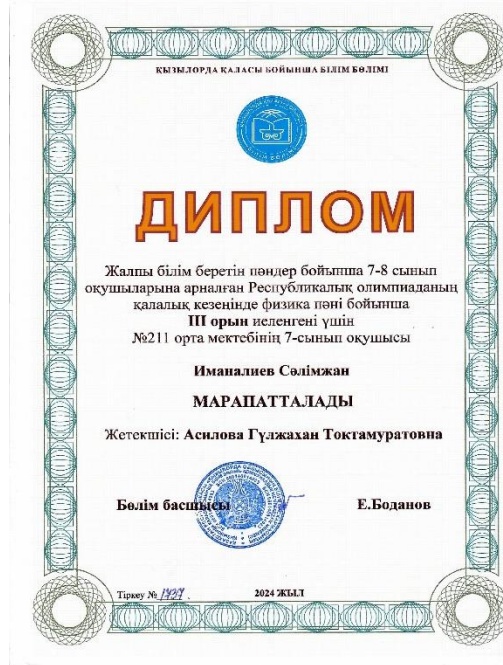 ҚЫЗЫЛОРДА ҚАЛАСЫ БОЙЫНША БІЛІМ БӨЛІМІ
ДИПЛОМ
Жалпы білім беретін пәндер бойынша 7-8 сынып
оқушыларына арналған Республикалық олимпиаданың
қалалық кезеңінде физика пәні бойынша
ІІІ орын иеленгені үшін
№211 орта мектебінің 7-сынып оқушысы
Иманалиев Сәлімжан
МАРАПАТТАЛАДЫ
Жетекшісі: Асилова Гүлжахан Токтамуратовна
Бөлім басшысы Е.Боданов
Тіркеу № 1737. 2024 ЖЫЛ